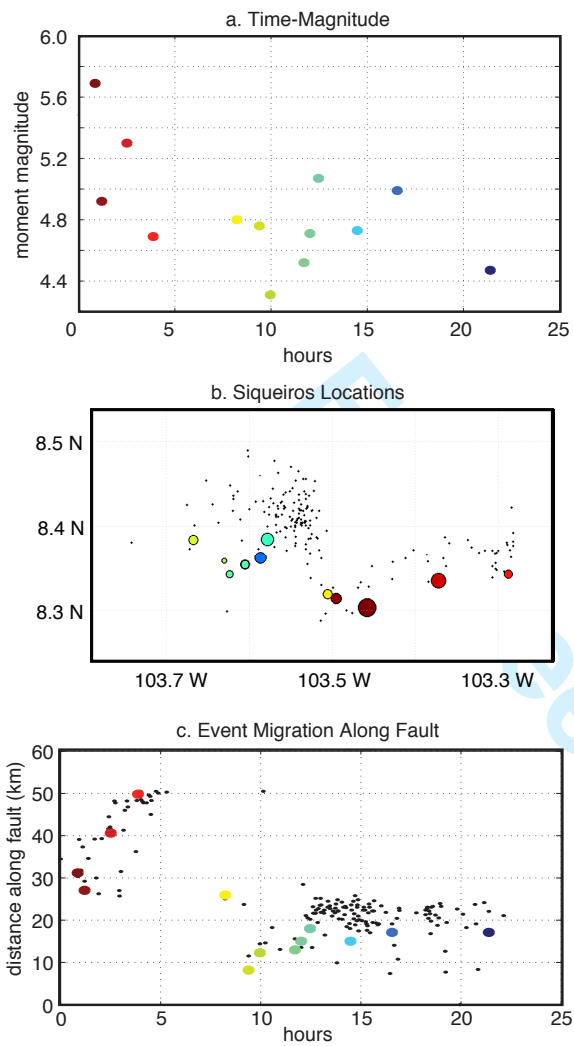 a. Time-Magnitude
6.0
5.6
5.2
4.8
4.4
moment magnitude
0 5 10 15 20 25
hours
b. Siqueiros Locations
8.5 N
8.4 N
8.3 N
103.7 W 103.5 W 103.3 W
c. Event Migration Along Fault
60
50
40
30
20
10
0
distance along fault (km)
0 5 10 15 20 25
hours